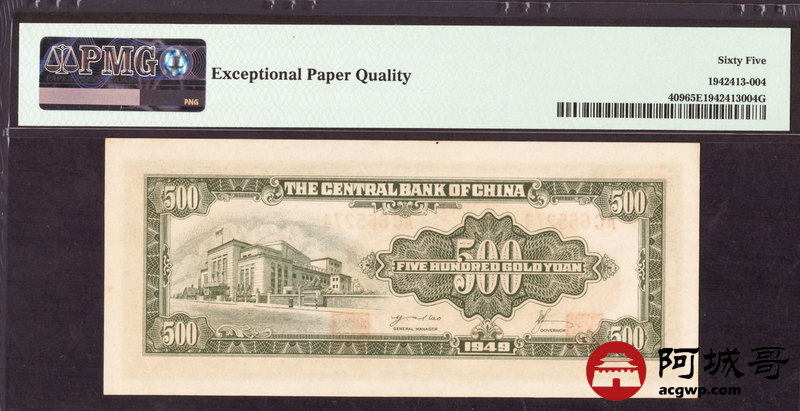 PMG
PNG
Exceptional Paper Quality
Sixty Five
1942413-004
40965E1942413004G
500
THE CENTRAL BANK OF CHINA
500
500
FIVE HUNDRED GOLD YUAN
GENERAL MANAGER
GOVERNOR
500
1949
500
阿城哥
acgwp.com